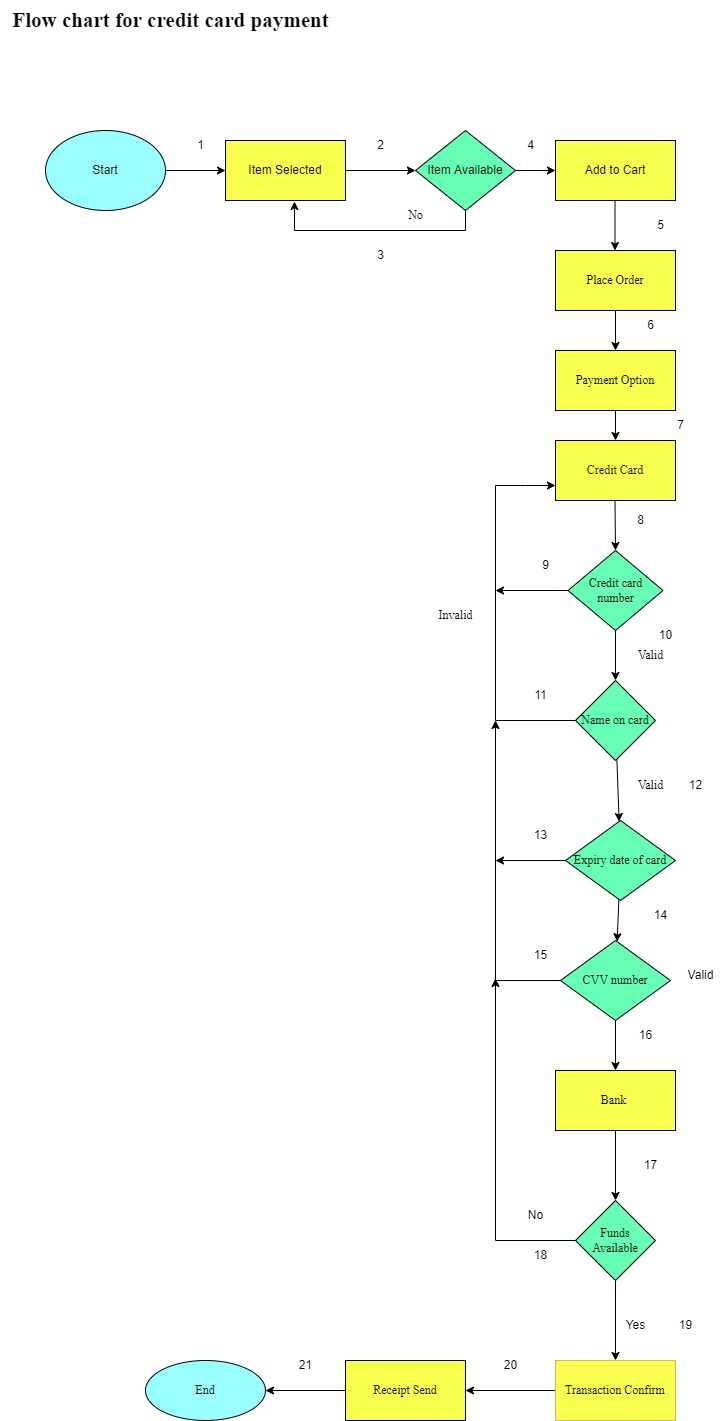 Flow chart for credit card payment
1
2
4
Start
Item Selected
Item Available
Add to Cart
No
3
5
Place Order
6
Payment Option
7
Credit Card
8
9
Credit card
number
Invalid
10
Valid
11
Name on card
Valid
12
13
Expiry date of card
14
15
CVV number
Valid
16
Bank
17
No
Funds
Available
18
Yes
19
21
20
End
Receipt Send
Transaction Confirm